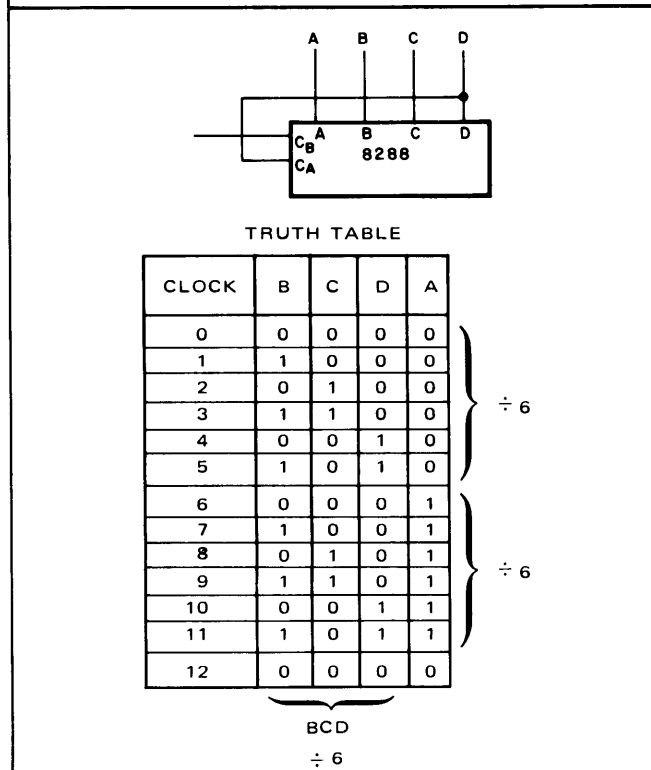 A B C D
A B C D
CB 8288
CA
TRUTH TABLE
CLOCK B C D A
0 0 0 0 0
1 1 0 0 0
2 0 1 0 0
3 1 1 0 0
÷ 6
4 0 0 1 0
5 1 0 1 0
6 0 0 0 1
7 1 0 0 1
8 0 1 0 1
9 1 1 0 1
÷ 6
10 0 0 1 1
11 1 0 1 1
12 0 0 0 0
BCD
÷ 6